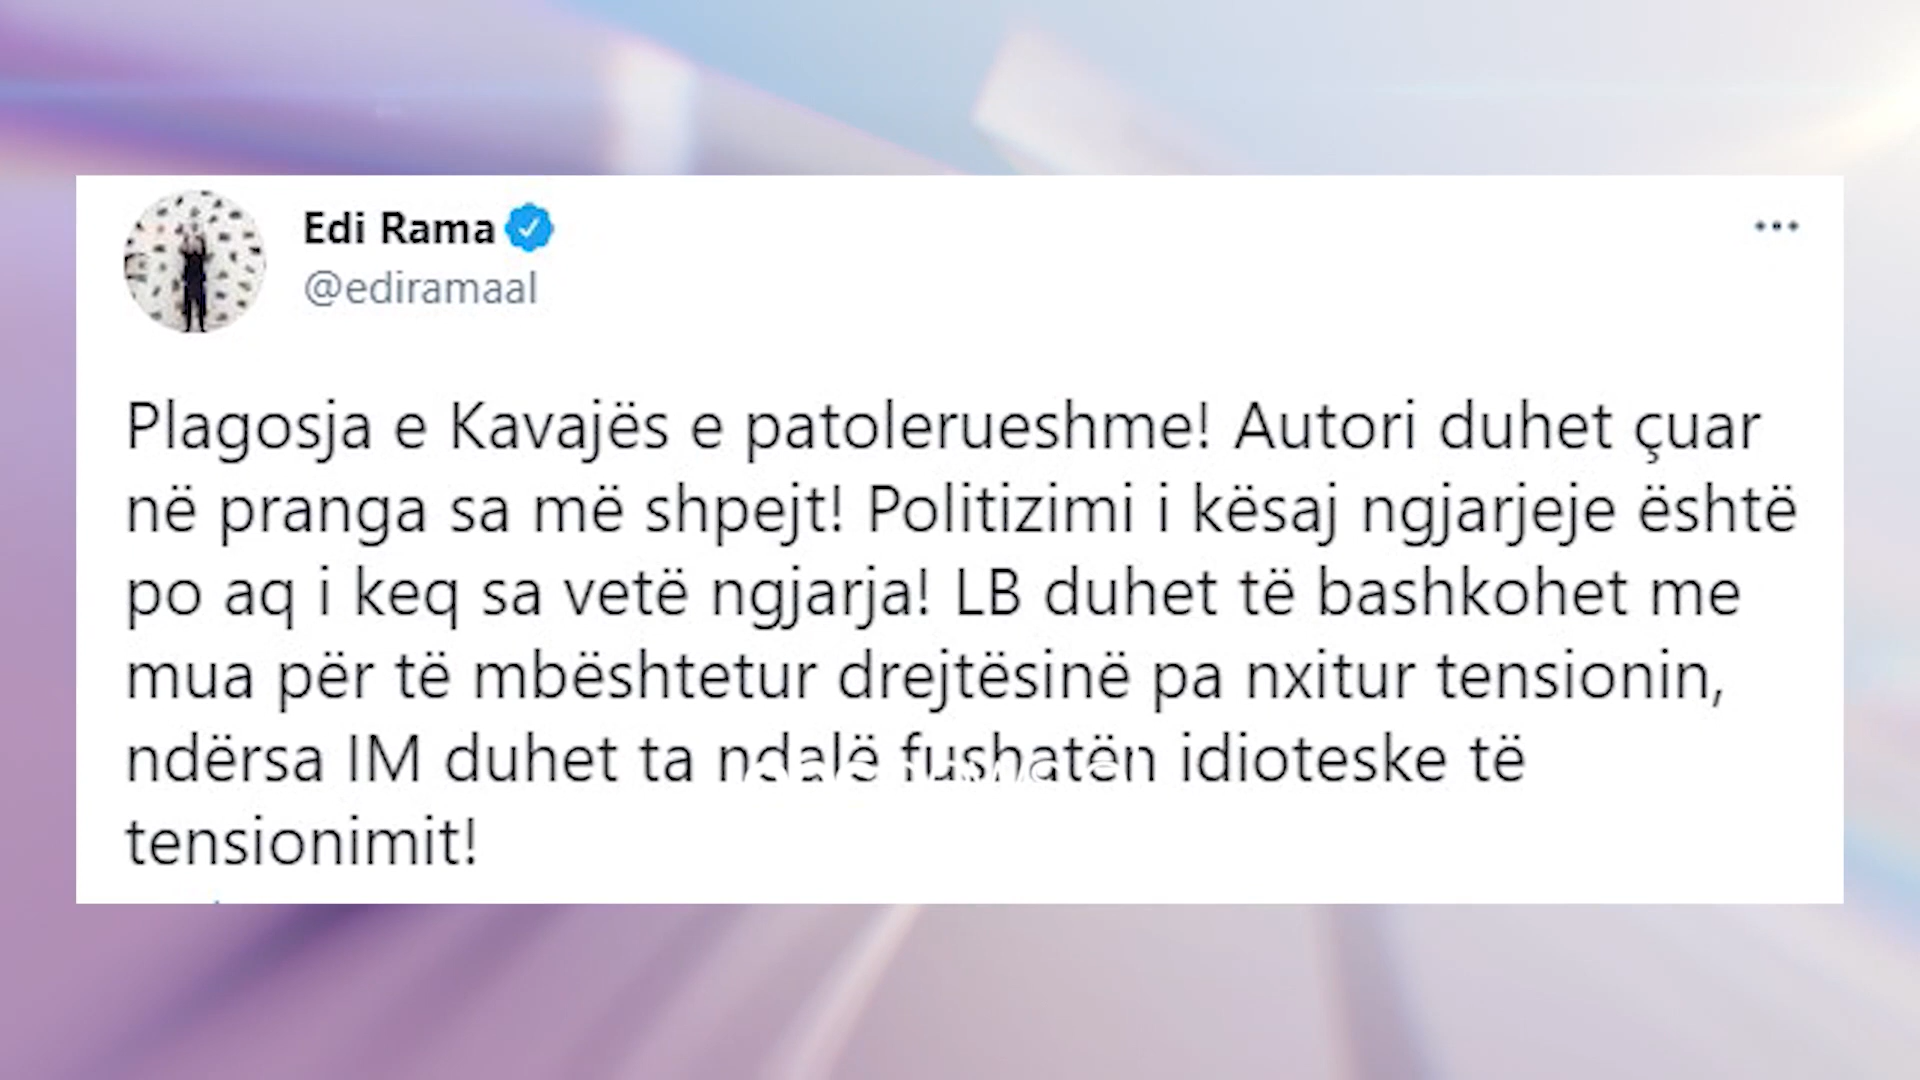 Edi Rama
@ediramaal
Plagosja e Kavajës e patolerueshme! Autori duhet çuar
në pranga sa më shpejt! Politizimi i kësaj ngjarjeje është
po aq i keq sa vetë ngjarja! LB duhet të bashkohet me
mua për të mbështetur drejtësinë pa nxitur tensionin,
ndërsa IM duhet ta ndalë fushatën idioteske të
tensionimit!